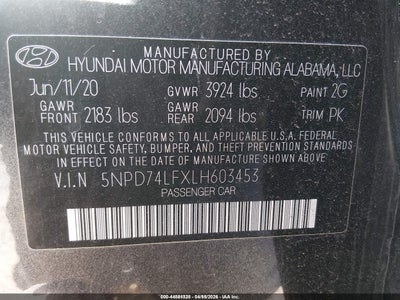 MANUFACTURED BY
HYUNDAI MOTOR MANUFACTURING ALABAMA, LLC
Jun/11/20 GVWR 3924 lbs PAINT 2G
GAWR FRONT 2183 lbs GAWR REAR 2094 lbs TRIM PK
THIS VEHICLE CONFORMS TO ALL APPLICABLE U.S.A. FEDERAL
MOTOR VEHICLE SAFETY, BUMPER, AND THEFT PREVENTION STANDARDS
IN EFFECT ON THE DATE OF MANUFACTURE SHOWN ABOVE.
V.I.N 5NPD74LFXLH603453
PASSENGER CAR
000-44581528 - 04/18/2026 - IAA Inc.